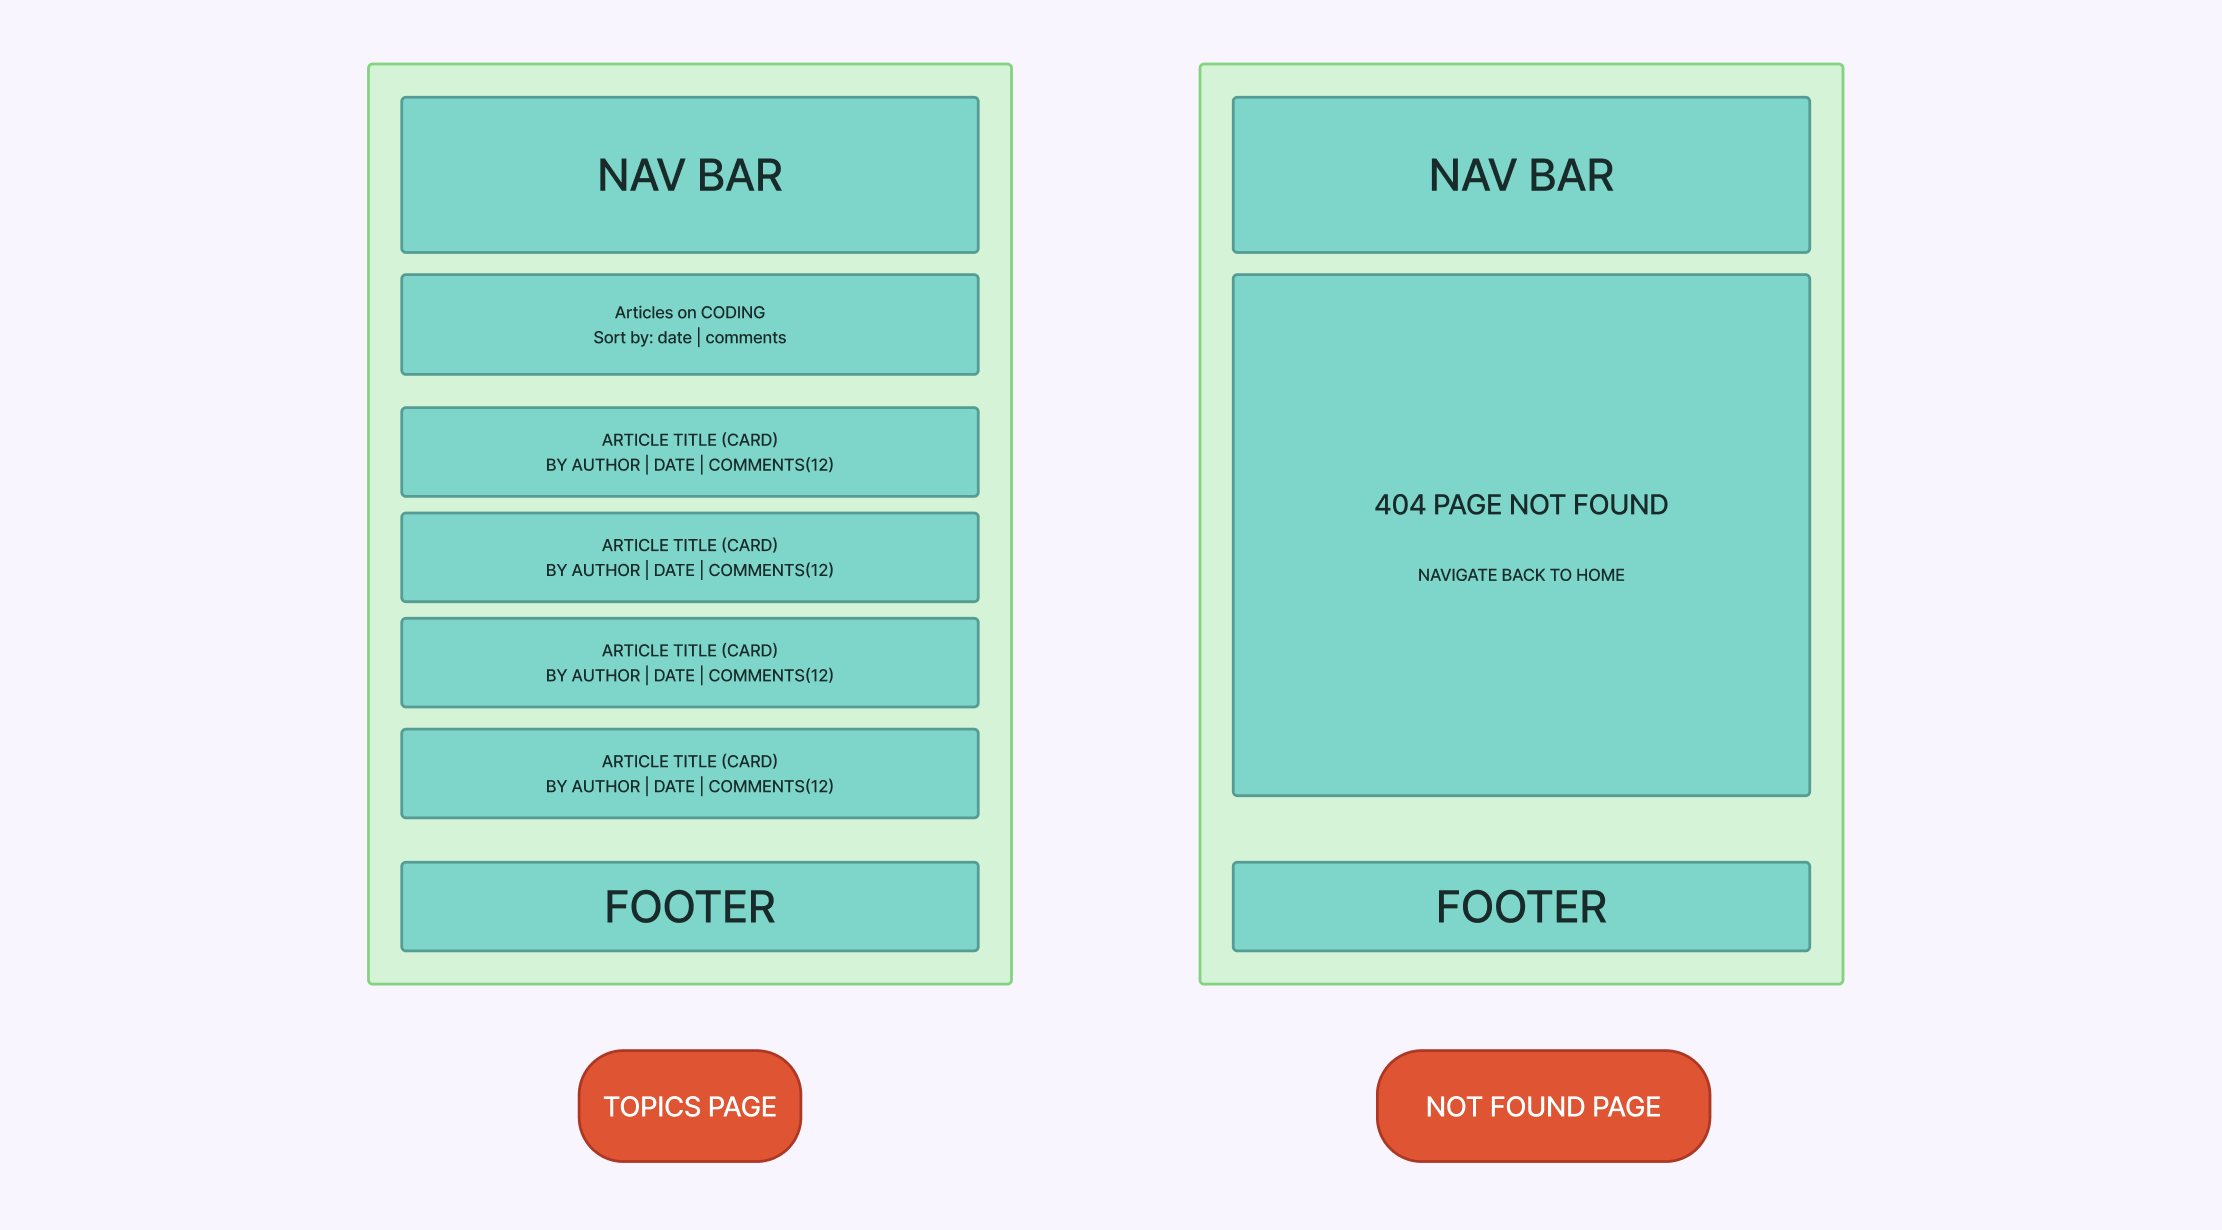 NAV BAR
Articles on CODING
Sort by: date | comments
ARTICLE TITLE (CARD)
BY AUTHOR | DATE | COMMENTS(12)
ARTICLE TITLE (CARD)
BY AUTHOR | DATE | COMMENTS(12)
ARTICLE TITLE (CARD)
BY AUTHOR | DATE | COMMENTS(12)
ARTICLE TITLE (CARD)
BY AUTHOR | DATE | COMMENTS(12)
FOOTER
TOPICS PAGE
NAV BAR
404 PAGE NOT FOUND
NAVIGATE BACK TO HOME
FOOTER
NOT FOUND PAGE